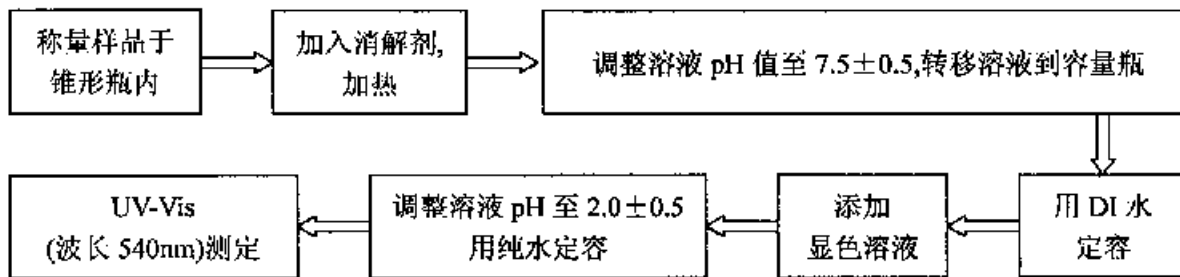 称量样品于
锥形瓶内
加入消解剂,
加热
调整溶液 pH 值至 7.5±0.5,转移溶液到容量瓶
用 DI 水
定容
添加
显色溶液
调整溶液 pH 至 2.0±0.5
用纯水定容
UV-Vis
(波长 540nm)测定